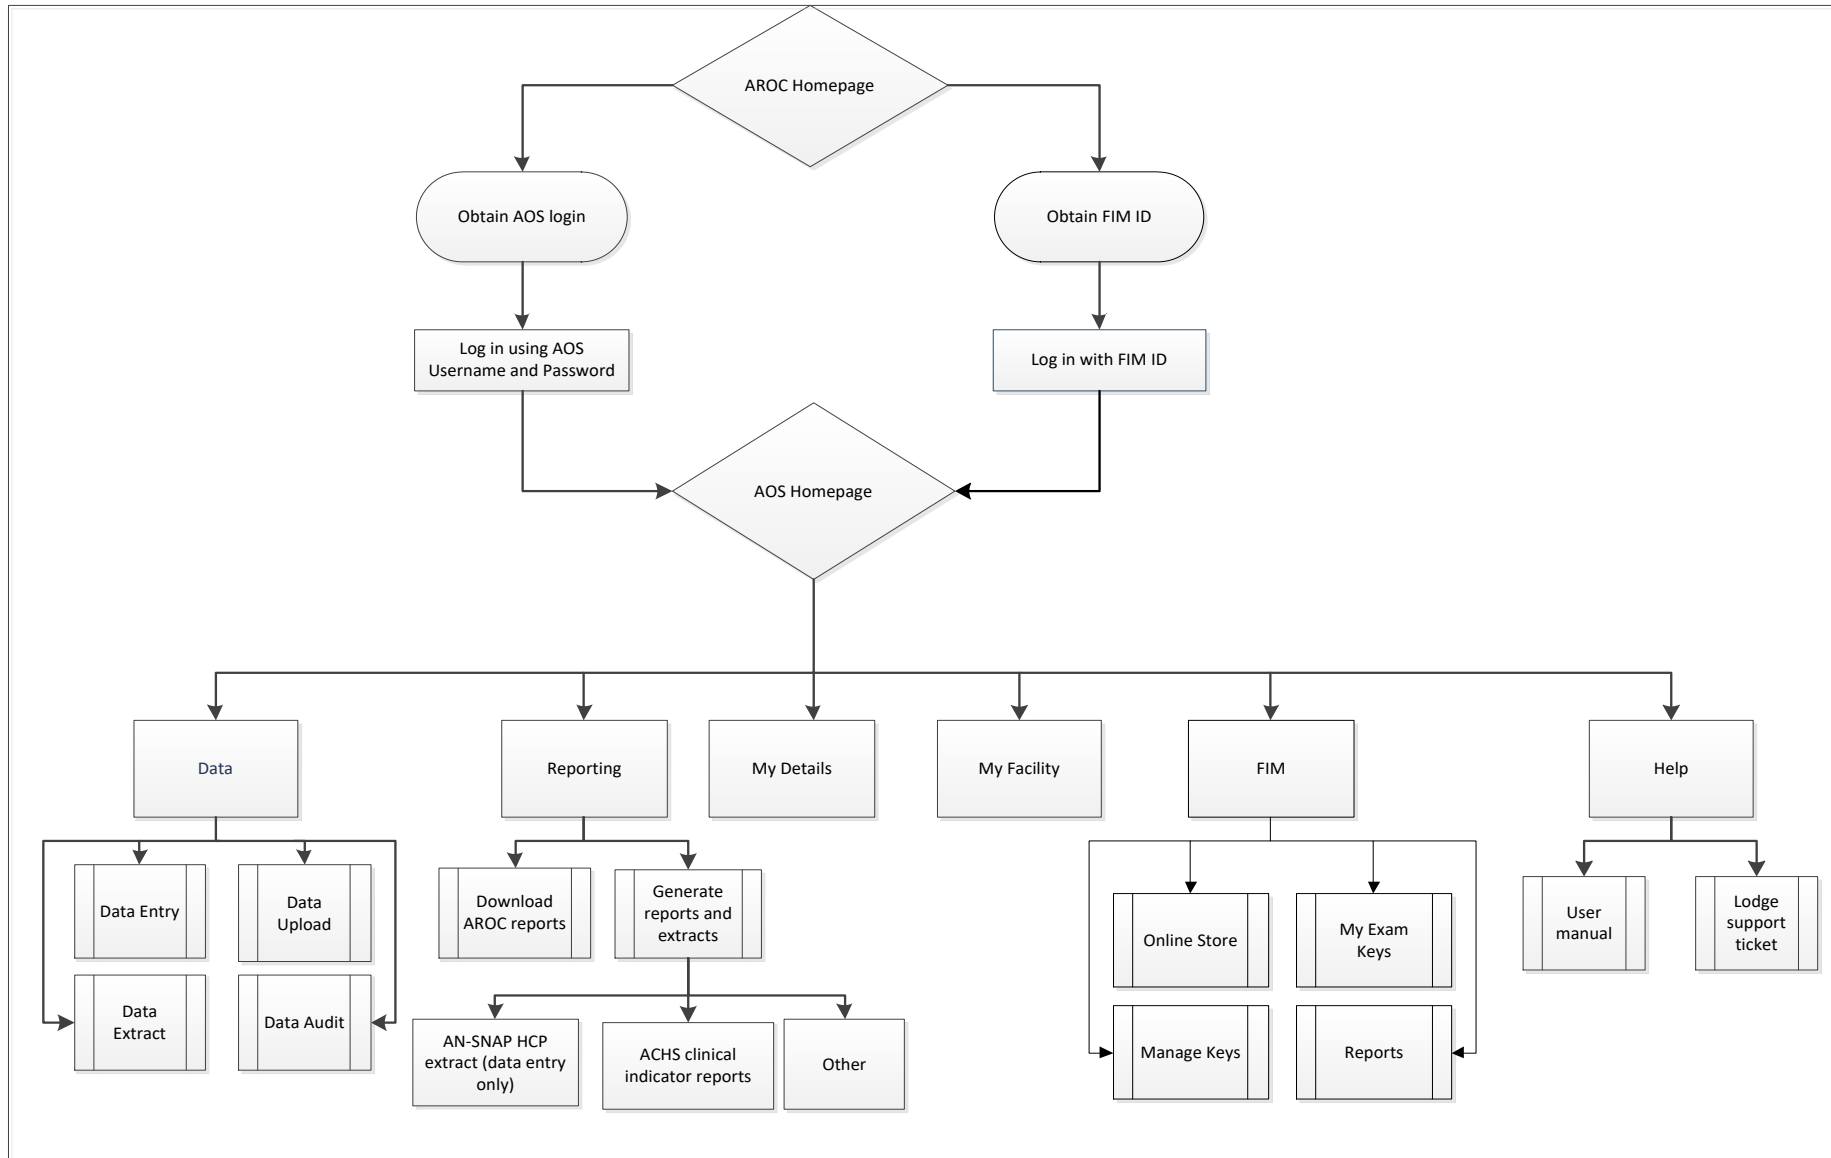 AROC Homepage
Obtain AOS login
Obtain FIM ID
Log in using AOS
Username and Password
Log in with FIM ID
AOS Homepage
Data
Reporting
My Details
My Facility
FIM
Help
Data Entry
Data
Upload
Data
Extract
Data Audit
Download
AROC reports
Generate
reports and
extracts
AN-SNAP HCP
extract (data entry
only)
ACHS clinical
indicator reports
Other
Online Store
My Exam
Keys
Manage Keys
Reports
User
manual
Lodge
support
ticket